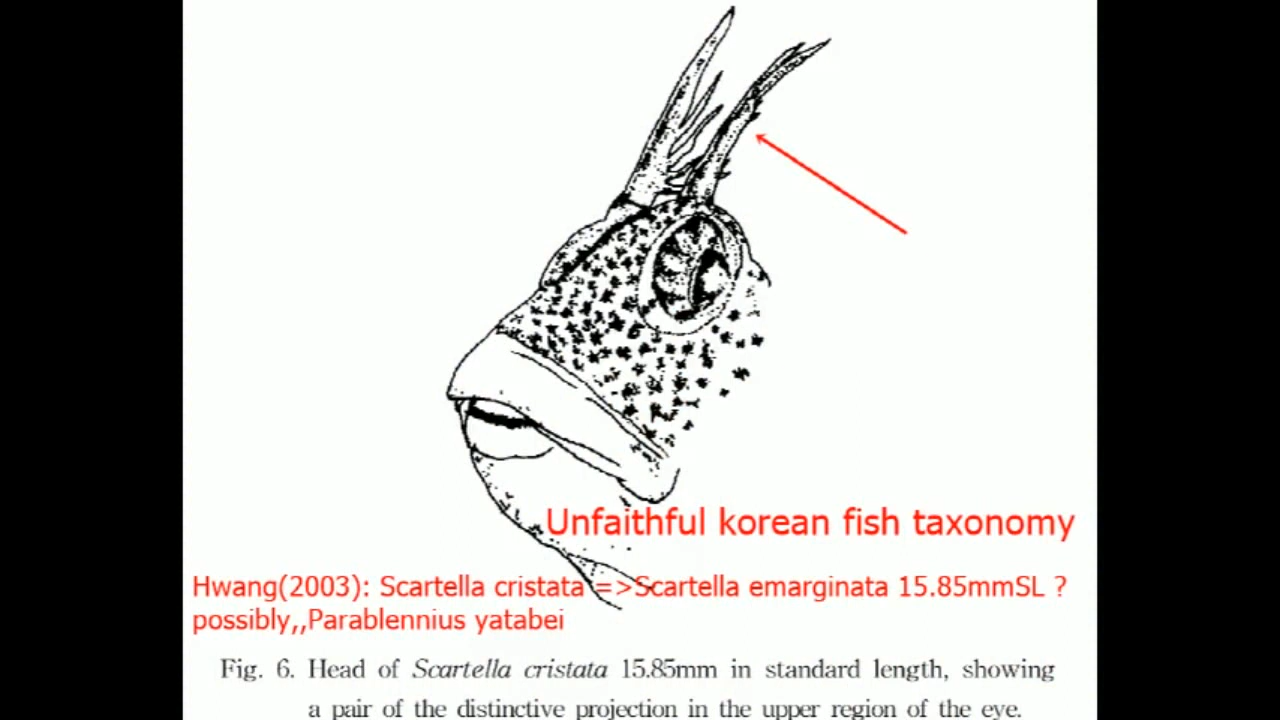 Unfaithful korean fish taxonomy
Hwang(2003): Scartella cristata =>Scartella emarginata 15.85mmSL ?
possibly,,Parablennius yatabei
Fig. 6. Head of Scartella cristata 15.85mm in standard length, showing
a pair of the distinctive projection in the upper region of the eye.